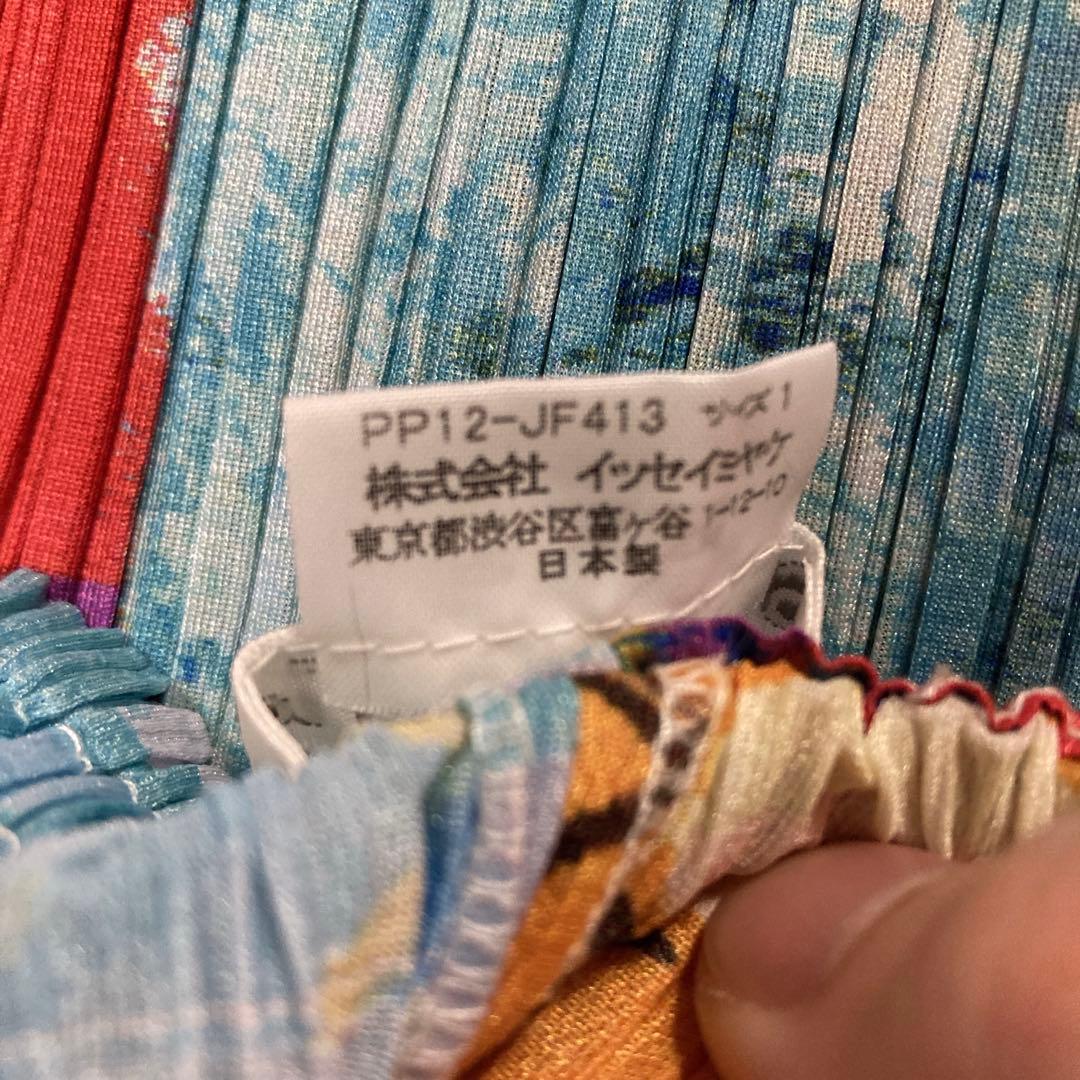 PP12-JF413 サイズ 1
株式会社 イッセイミヤケ
東京都渋谷区富ヶ谷 1-12-10
日本製